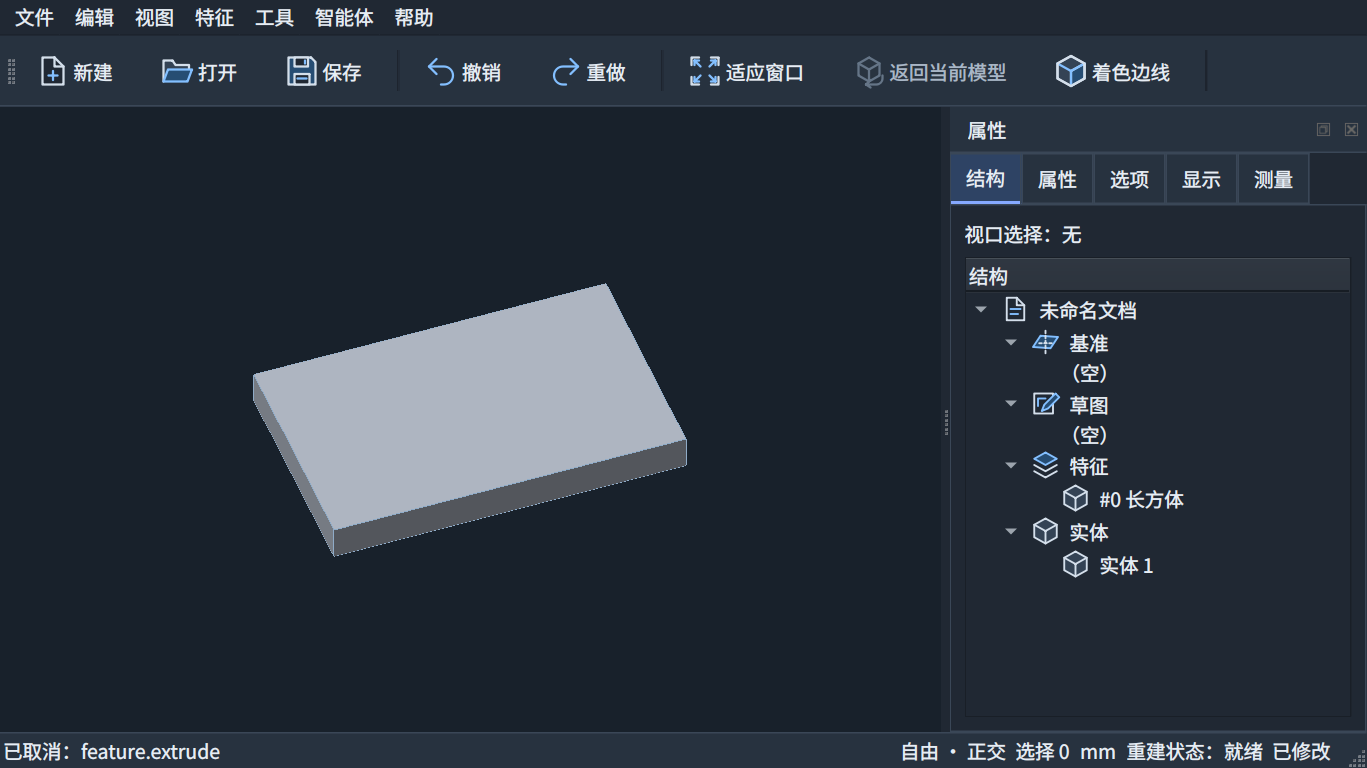 文件 编辑 视图 特征 工具 智能体 帮助
新建 打开 保存 撤销 重做 适应窗口 返回当前模型 着色边线
属性
结构 属性 选项 显示 测量
视口选择：无
结构
未命名文档
基准
（空）
草图
（空）
特征
#0 长方体
实体
实体 1
已取消：feature.extrude 自由 · 正交 选择 0 mm 重建状态：就绪 已修改